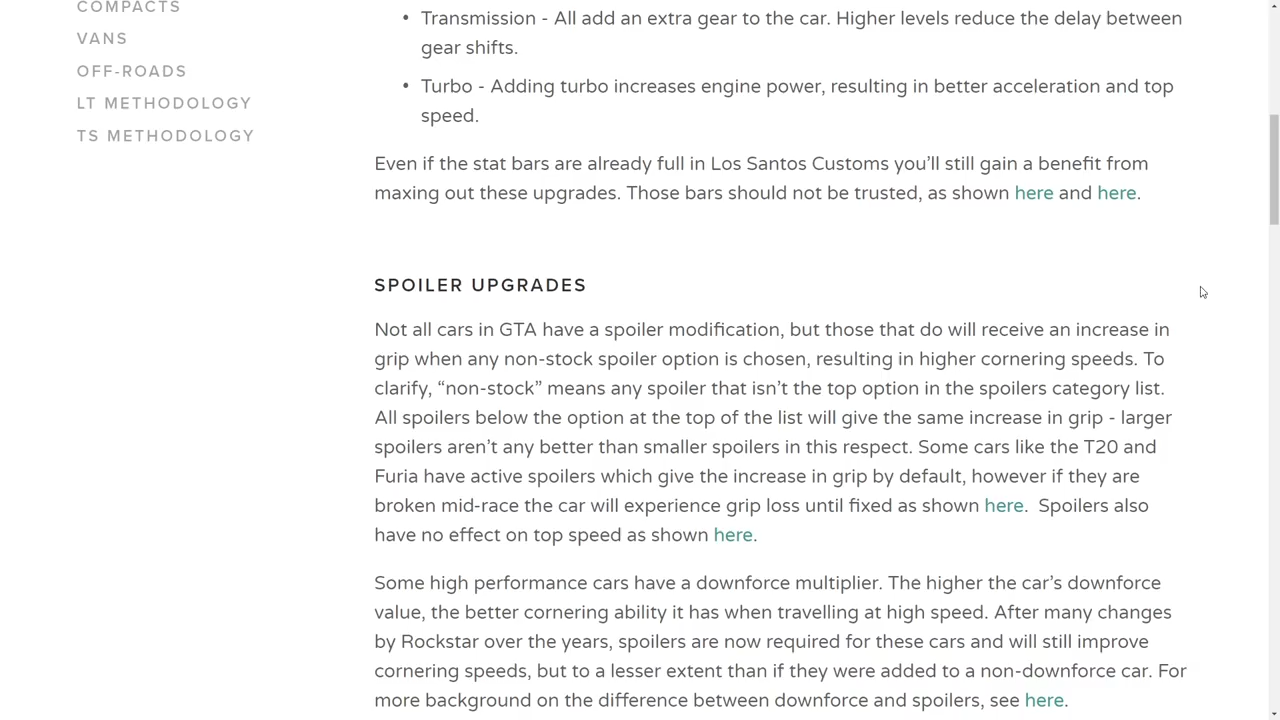 COMPACTS
VANS
OFF-ROADS
LT METHODOLOGY
TS METHODOLOGY
• Transmission - All add an extra gear to the car. Higher levels reduce the delay between
gear shifts.
• Turbo - Adding turbo increases engine power, resulting in better acceleration and top
speed.
Even if the stat bars are already full in Los Santos Customs you’ll still gain a benefit from
maxing out these upgrades. Those bars should not be trusted, as shown here and here.
SPOILER UPGRADES
Not all cars in GTA have a spoiler modification, but those that do will receive an increase in
grip when any non-stock spoiler option is chosen, resulting in higher cornering speeds. To
clarify, “non-stock” means any spoiler that isn’t the top option in the spoilers category list.
All spoilers below the option at the top of the list will give the same increase in grip - larger
spoilers aren’t any better than smaller spoilers in this respect. Some cars like the T20 and
Furia have active spoilers which give the increase in grip by default, however if they are
broken mid-race the car will experience grip loss until fixed as shown here.  Spoilers also
have no effect on top speed as shown here.
Some high performance cars have a downforce multiplier. The higher the car’s downforce
value, the better cornering ability it has when travelling at high speed. After many changes
by Rockstar over the years, spoilers are now required for these cars and will still improve
cornering speeds, but to a lesser extent than if they were added to a non-downforce car. For
more background on the difference between downforce and spoilers, see here.